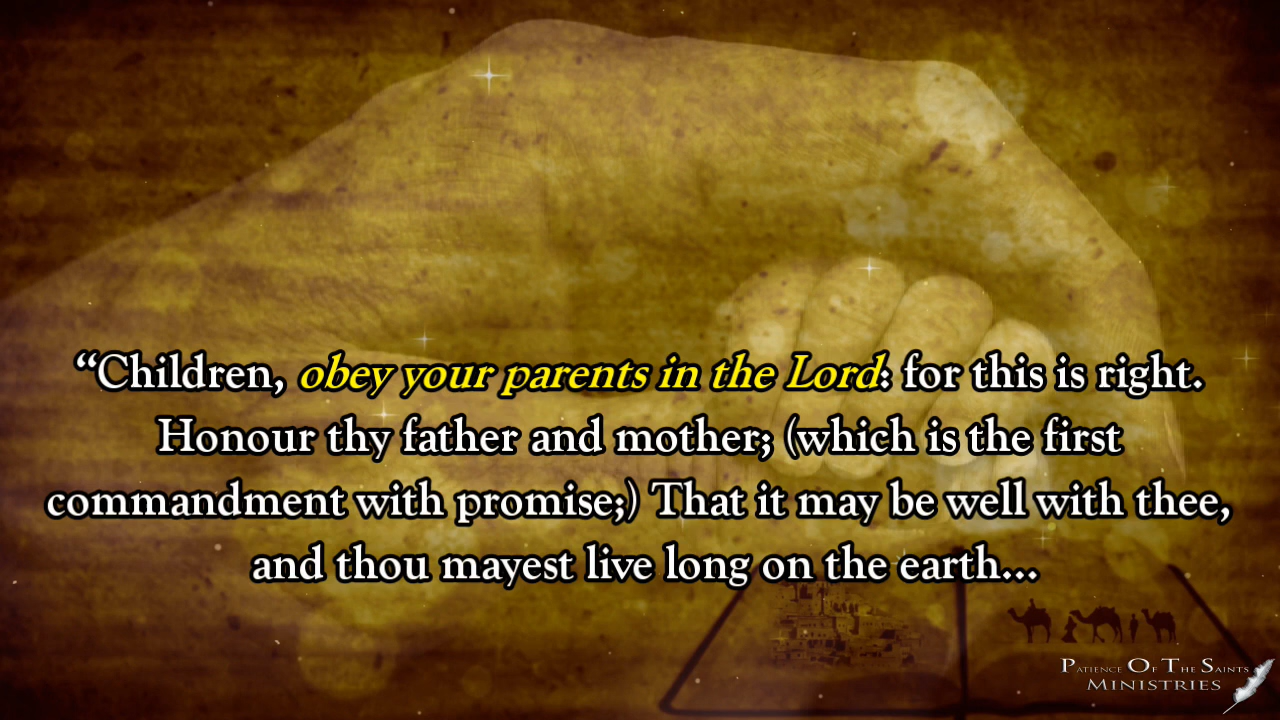 “Children, obey your parents in the Lord: for this is right.
Honour thy father and mother; (which is the first
commandment with promise;) That it may be well with thee,
and thou mayest live long on the earth...
Patience Of The Saints
Ministries